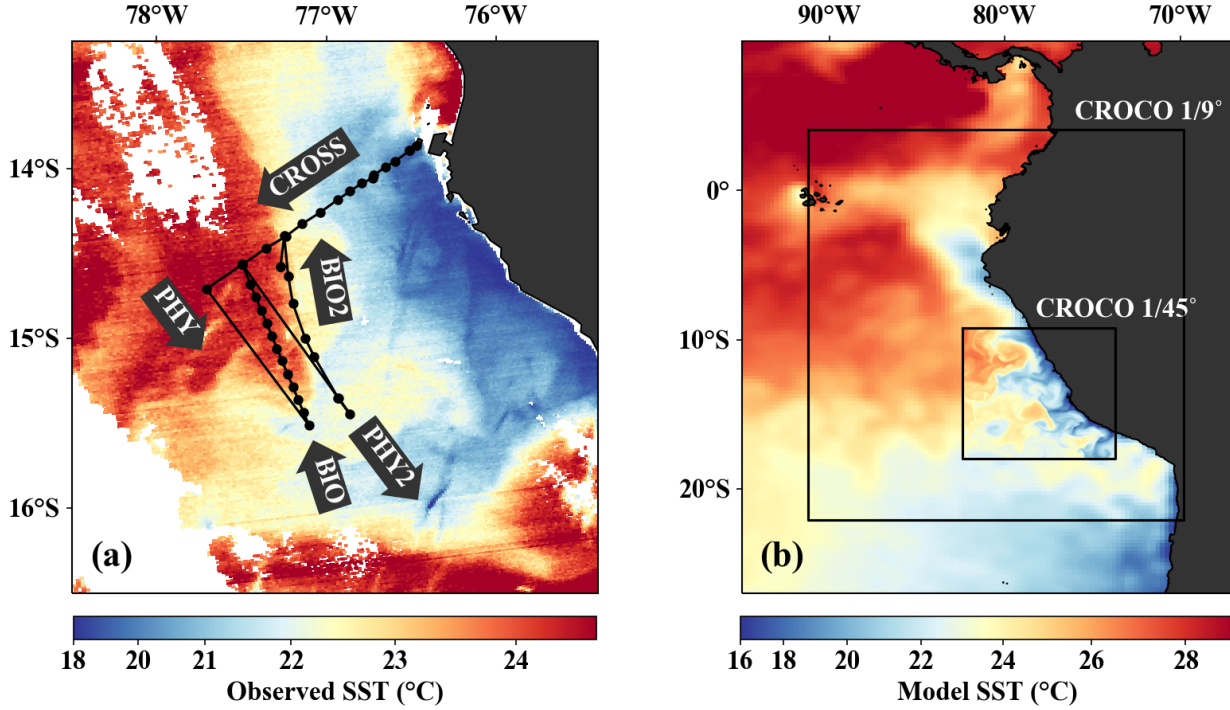 78°W 77°W 76°W
14°S
15°S
16°S
CROSS
PHY
BIO2
BIO
PHY2
(a)
18 20 21 22 23 24
Observed SST (°C)
90°W 80°W 70°W
0°
10°S
20°S
CROCO 1/9°
CROCO 1/45°
(b)
16 18 20 22 24 26 28
Model SST (°C)